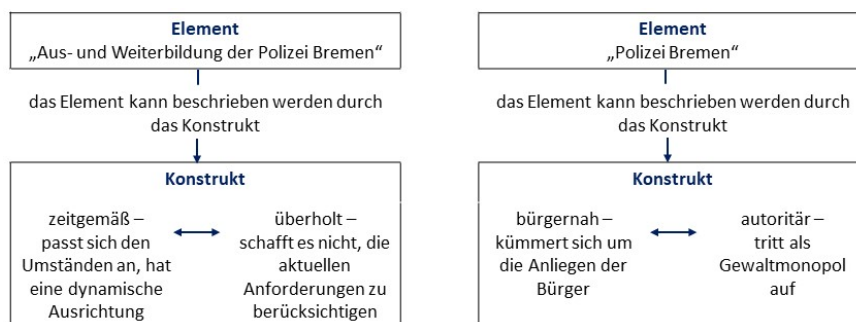 Element
„Aus- und Weiterbildung der Polizei Bremen“
das Element kann beschrieben werden durch
das Konstrukt
Konstrukt
zeitgemäß –
passt sich den
Umständen an, hat
eine dynamische
Ausrichtung
überholt –
schafft es nicht, die
aktuellen
Anforderungen zu
berücksichtigen
Element
„Polizei Bremen“
das Element kann beschrieben werden durch
das Konstrukt
Konstrukt
bürgernah –
kümmert sich um
die Anliegen der
Bürger
autoritär –
tritt als
Gewaltmonopol
auf